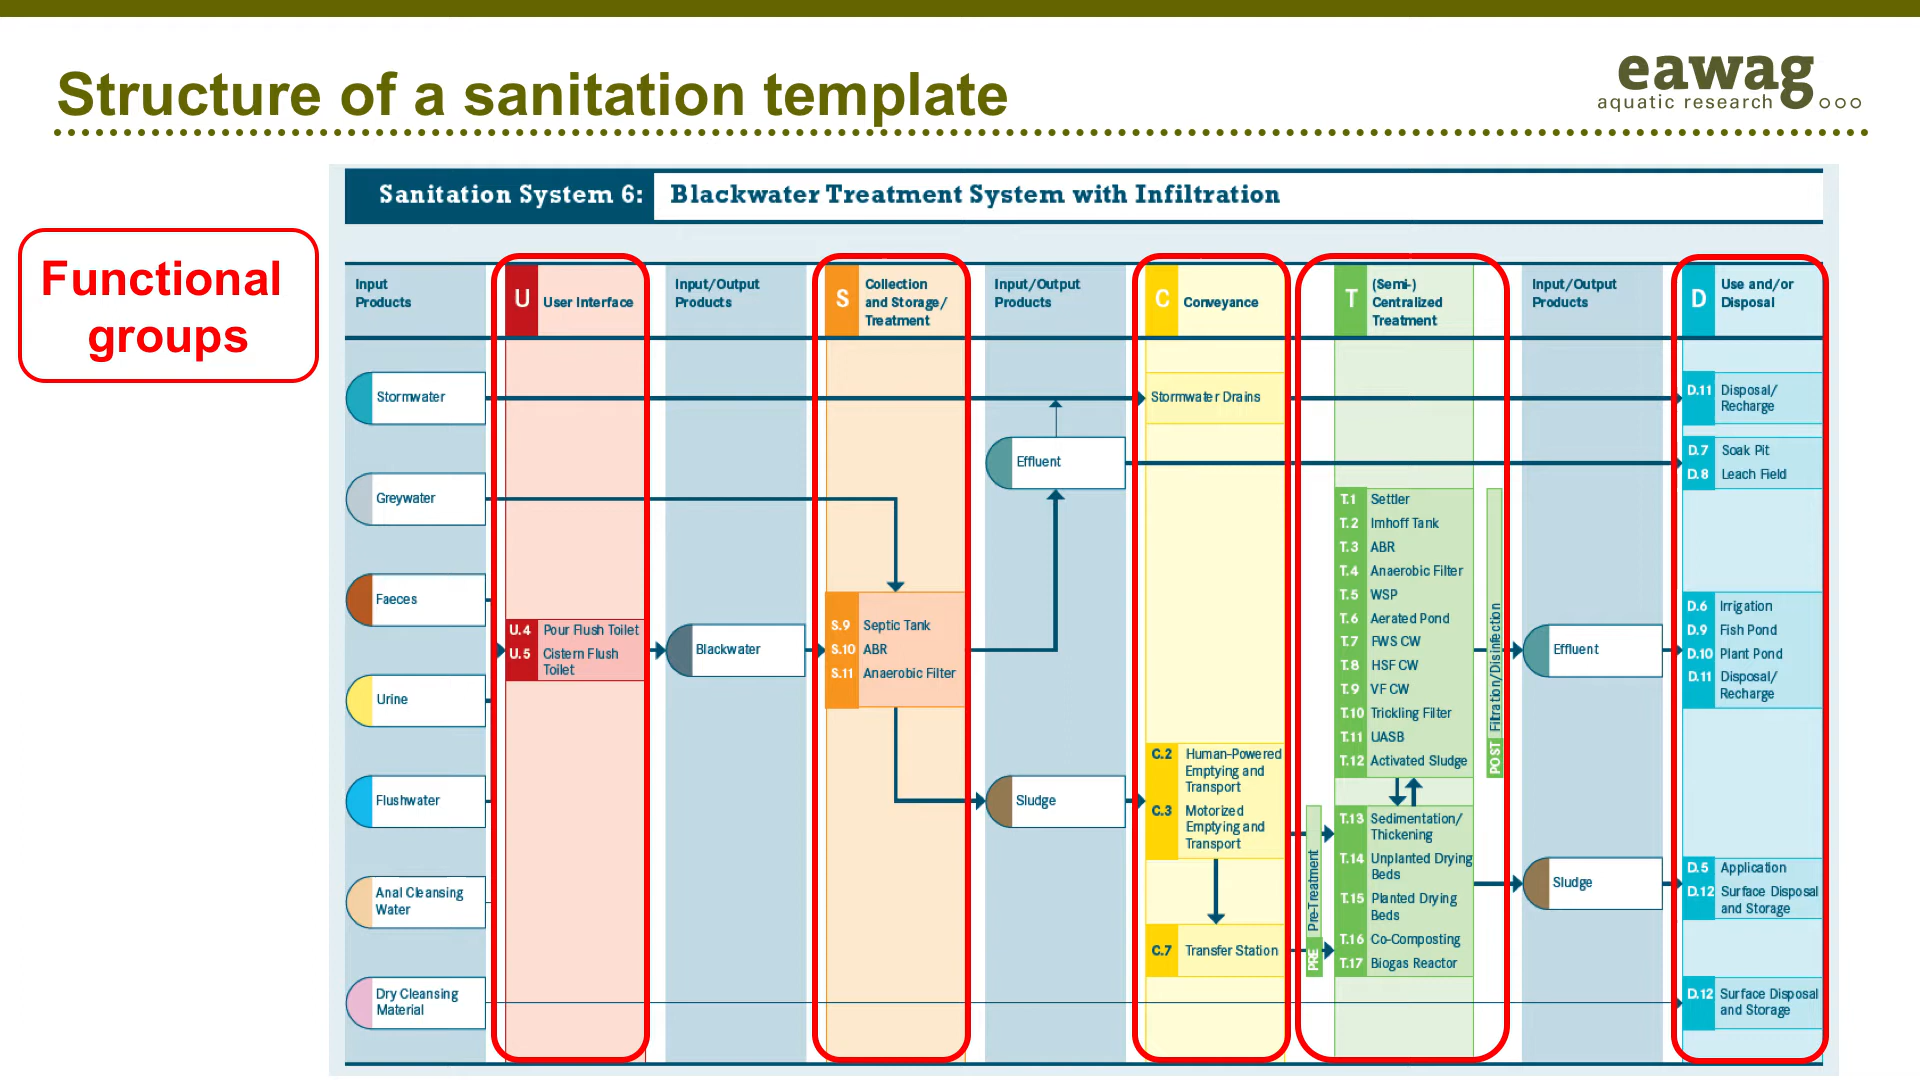 Structure of a sanitation template
eawag
aquatic research
Functional
groups
Sanitation System 6:
Blackwater Treatment System with Infiltration
Input
Products
U
User Interface
Input/Output
Products
S
Collection
and Storage/
Treatment
Input/Output
Products
C
Conveyance
T
(Semi-)
Centralized
Treatment
Input/Output
Products
D
Use and/or
Disposal
Stormwater
Greywater
Faeces
Urine
Flushwater
Anal Cleansing
Water
Dry Cleansing
Material
U.4 Pour Flush Toilet
U.5 Cistern Flush
Toilet
Blackwater
S.9 Septic Tank
S.10 ABR
S.11 Anaerobic Filter
Effluent
Sludge
Stormwater Drains
C.2 Human-Powered
Emptying and
Transport
C.3 Motorized
Emptying and
Transport
C.7 Transfer Station
PRE Pre-Treatment
T.1 Settler
T.2 Imhoff Tank
T.3 ABR
T.4 Anaerobic Filter
T.5 WSP
T.6 Aerated Pond
T.7 FWS CW
T.8 HSF CW
T.9 VF CW
T.10 Trickling Filter
T.11 UASB
T.12 Activated Sludge
T.13 Sedimentation/
Thickening
T.14 Unplanted Drying
Beds
T.15 Planted Drying
Beds
T.16 Co-Composting
T.17 Biogas Reactor
POST Filtration/Disinfection
Effluent
Sludge
D.11 Disposal/
Recharge
D.7 Soak Pit
D.8 Leach Field
D.6 Irrigation
D.9 Fish Pond
D.10 Plant Pond
D.11 Disposal/
Recharge
D.5 Application
D.12 Surface Disposal
and Storage
D.12 Surface Disposal
and Storage